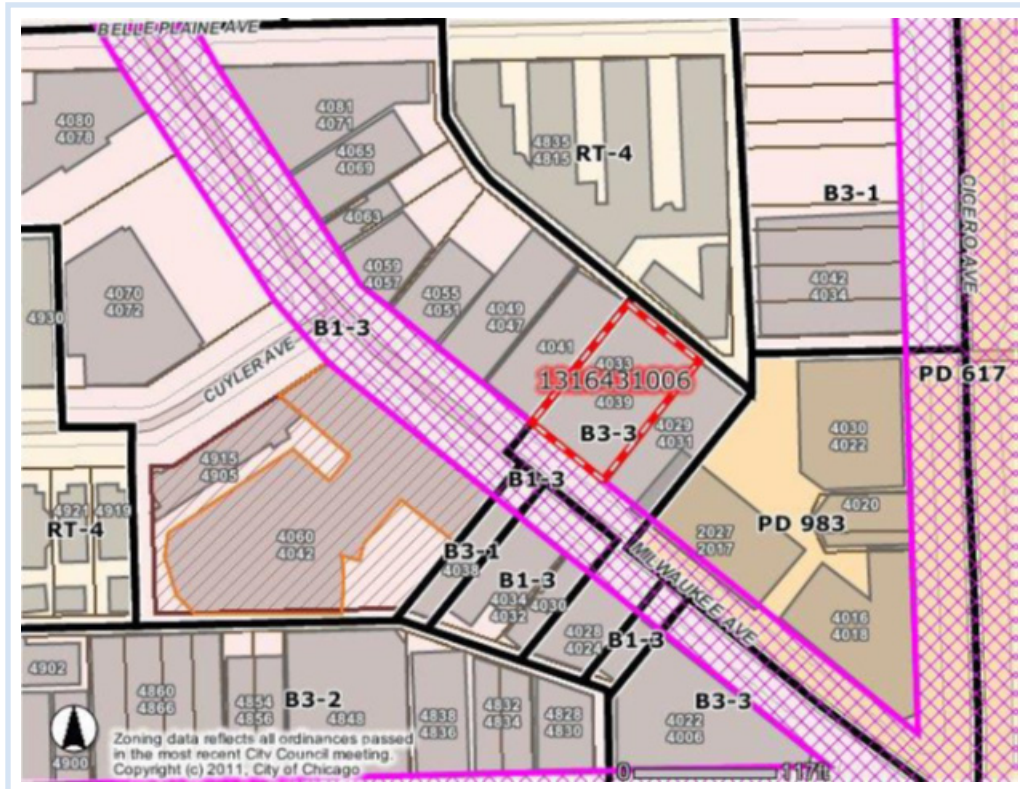 BELLE PLAINE AVE
4080
4078
4081
4071
4065
4069
4835
4815
RT-4
B3-1
CICERO AVE
4063
4059
4057
4042
4034
4930
4070
4072
4055
4051
4049
4047
B1-3
CUYLER AVE
4041
4033
1316431006
4039
PD 617
B3-3
4029
4031
4030
4022
4915
4905
B1-3
4020
4921
4919
RT-4
PD 983
4060
4042
2027
2017
B3-1
4038
MILWAUKEE AVE
B1-3
4034
4032
4030
4016
4018
4028
4024
B1-3
4902
4860
4866
4854
4856
B3-2
4848
4838
4836
4832
4834
4828
4830
B3-3
4022
4006
4900
Zoning data reflects all ordinances passed
in the most recent City Council meeting.
Copyright (c) 2011, City of Chicago
0 117ft